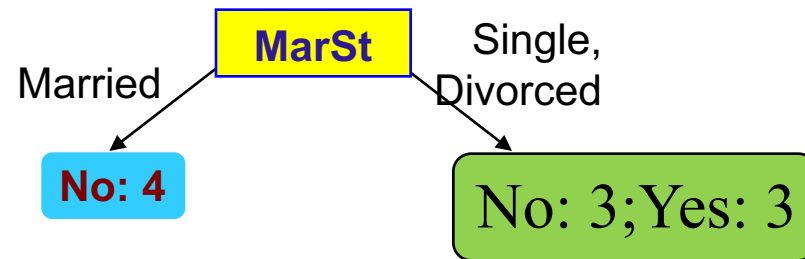 MarSt
Married
Single,
Divorced
No: 4
No: 3;Yes: 3